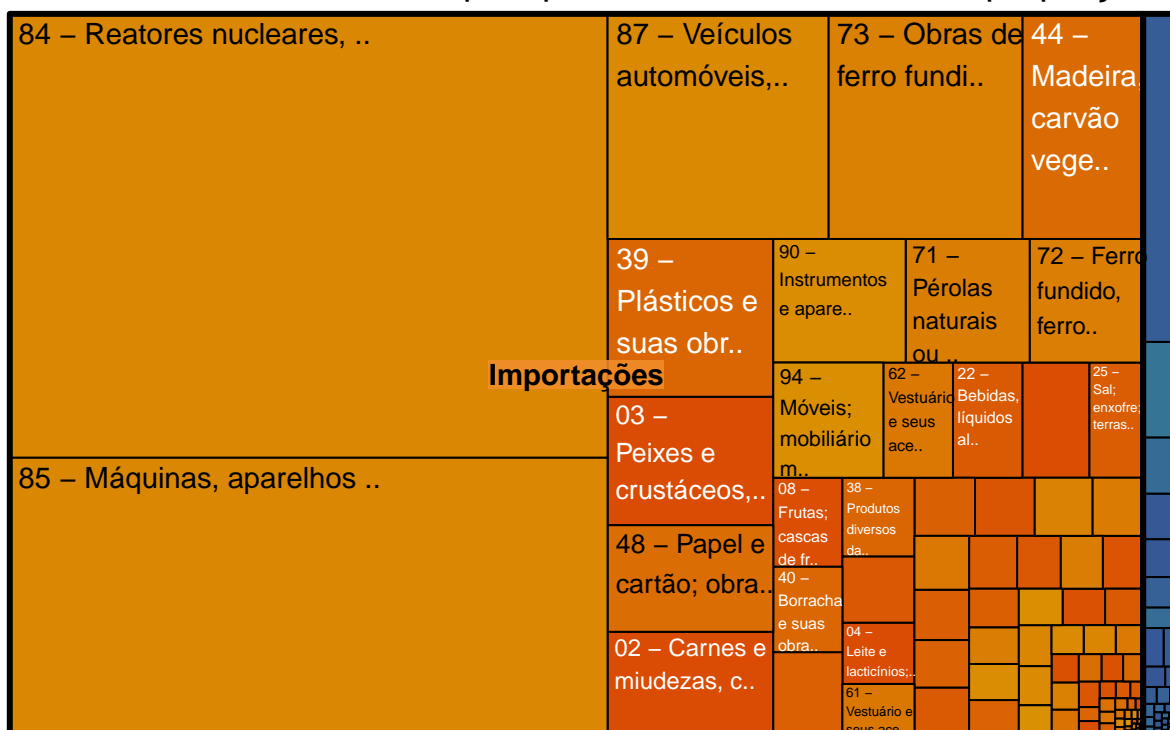 84 – Reatores nucleares, ..
87 – Veículos
automóveis,..
73 – Obras de
ferro fundi..
44 –
Madeira,
carvão
vege..
39 –
Plásticos e
suas obr..
90 –
Instrumentos
e apare..
71 –
Pérolas
naturais
ou ..
72 – Ferro
fundido,
ferro..
Importações
94 –
Móveis;
mobiliário
m..
62 –
Vestuário
e seus
ace..
22 –
Bebidas,
líquidos
al..
25 –
Sal;
enxofre;
terras..
03 –
Peixes e
crustáceos,..
85 – Máquinas, aparelhos ..
08 –
Frutas;
cascas
de fr..
38 –
Produtos
diversos
da..
48 – Papel e
cartão; obra..
40 –
Borracha
e suas
obra..
02 – Carnes e
miudezas, c..
04 –
Leite e
lacticínios;..
61 –
Vestuário e
seus ace..